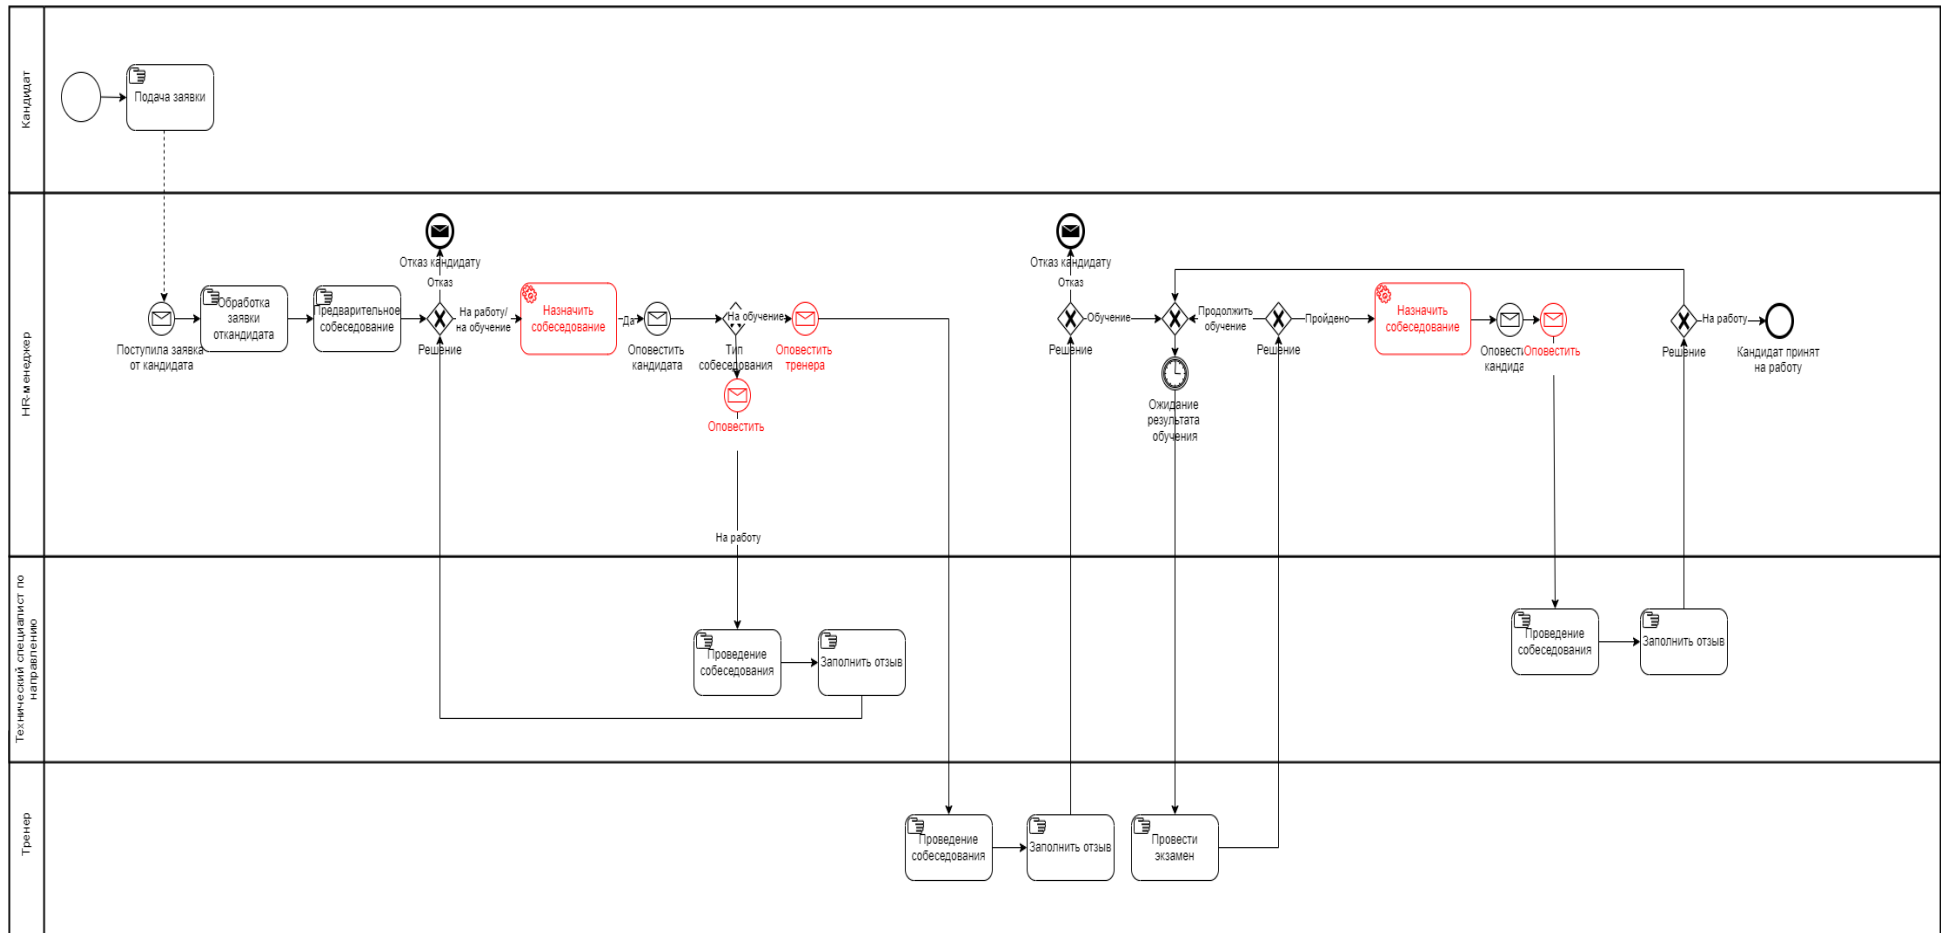 Кандидат
Подача заявки
HR-менеджер
Поступила заявка
от кандидата
Обработка
заявки
откандидата
Предварительное
собеседование
Отказ кандидату
Отказ
Решение
На работу/
на обучение
Назначить
собеседование
Да
Оповестить
кандидата
На обучение
Тип
собеседования
Оповестить
тренера
Оповестить
На работу
Отказ кандидату
Отказ
Решение
Обучение
Продолжить
обучение
Ожидание
результата
обучения
Решение
Пройдено
Назначить
собеседование
Оповести
кандида
Оповестить
Решение
На работу
Кандидат принят
на работу
Технический специалист по
направлению
Проведение
собеседования
Заполнить отзыв
Проведение
собеседования
Заполнить отзыв
Тренер
Проведение
собеседования
Заполнить отзыв
Провести
экзамен